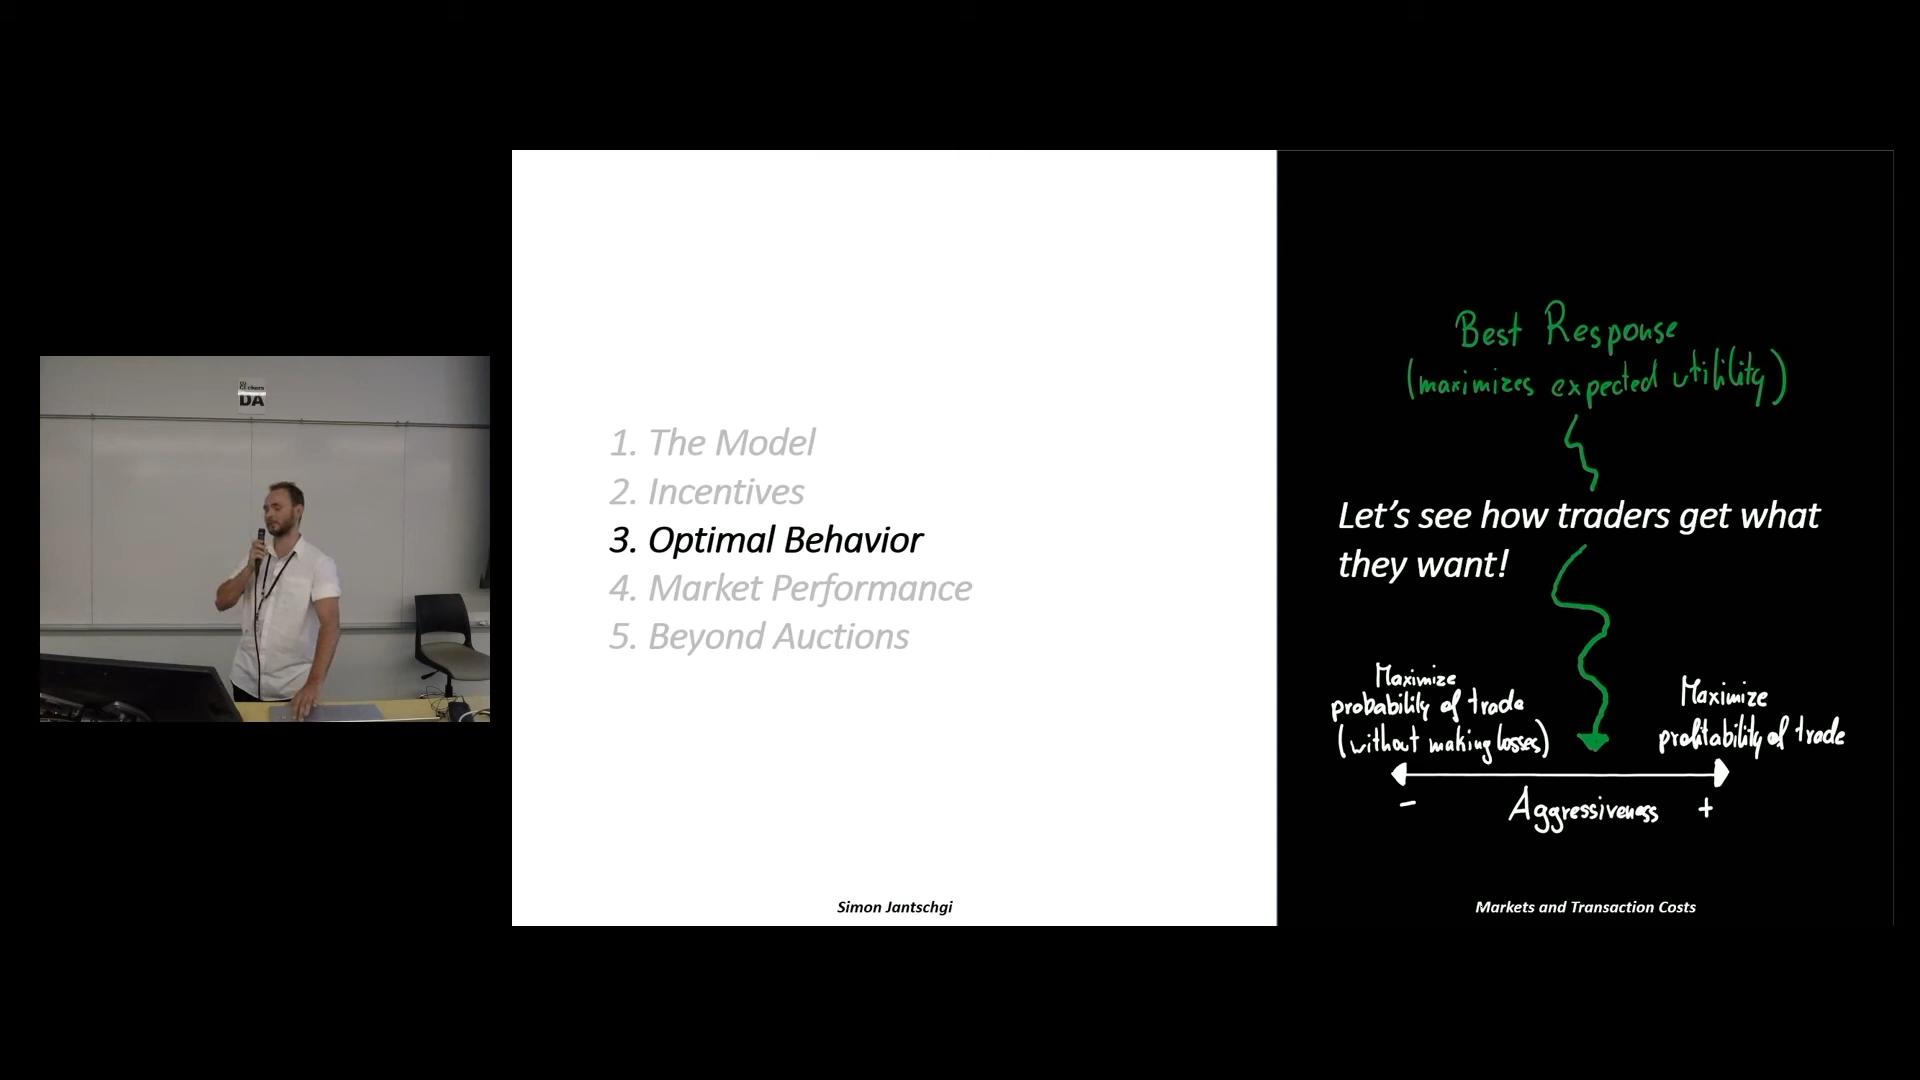 DA
1. The Model
2. Incentives
3. Optimal Behavior
4. Market Performance
5. Beyond Auctions
Simon Jantschgi
Best Response
(maximizes expected utility)
Let's see how traders get what
they want!
Maximize
probability of trade
(without making losses)
Maximize
profitability of trade
- Aggressiveness +
Markets and Transaction Costs